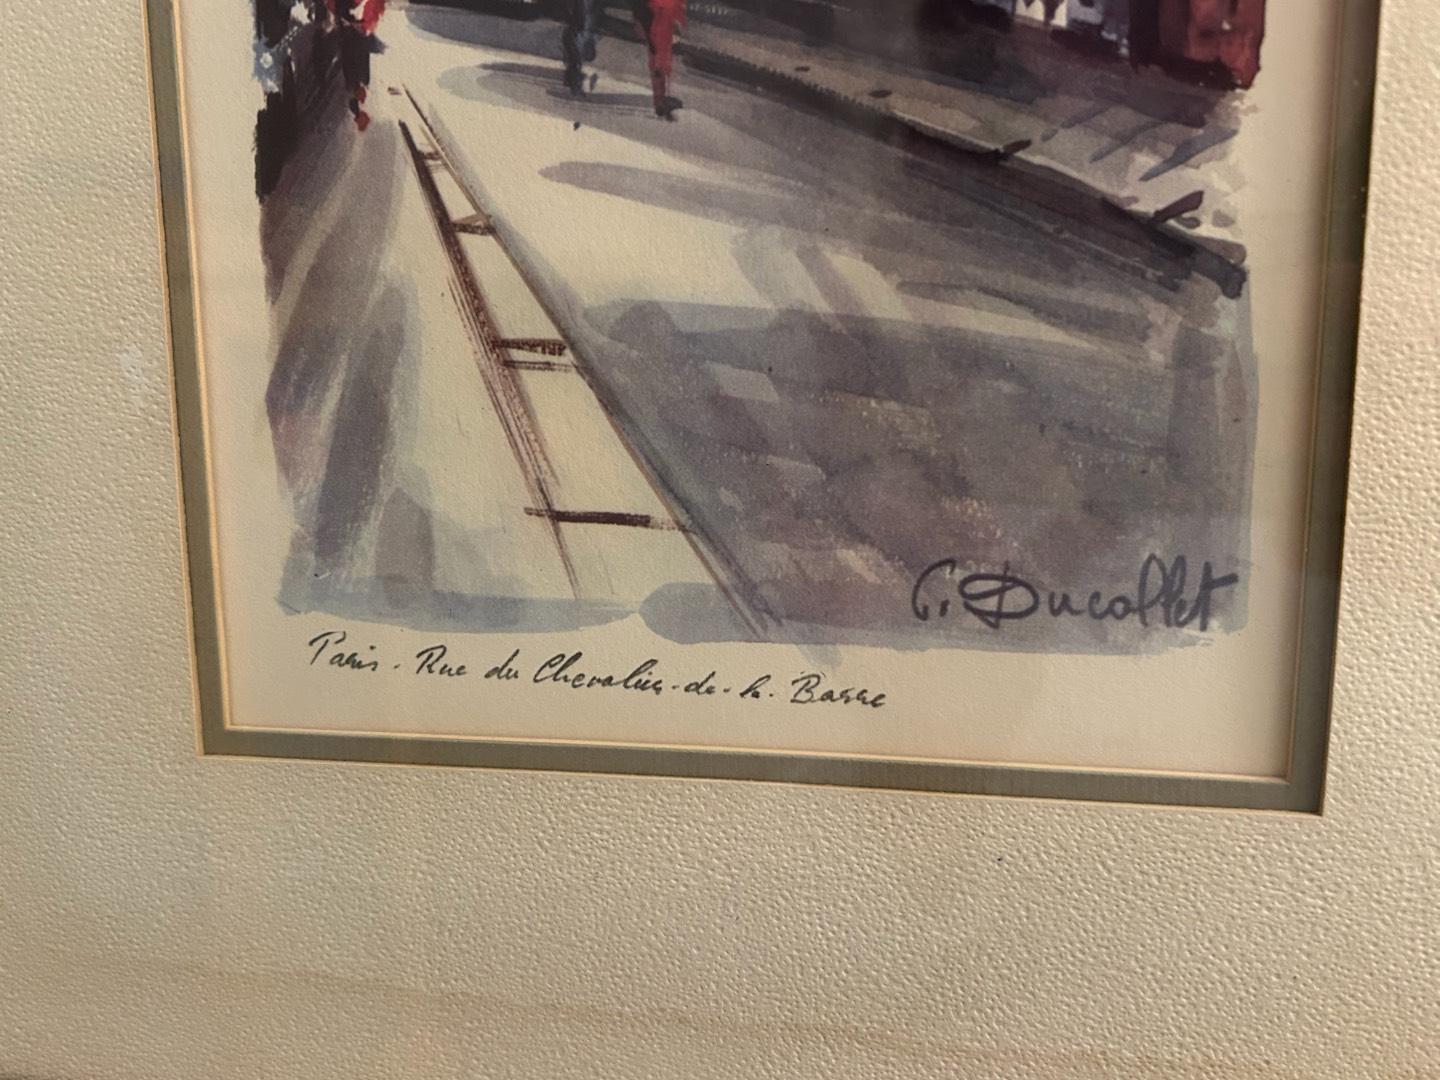 C. Ducollet
Paris - Rue du Chevalier-de-la-Barre